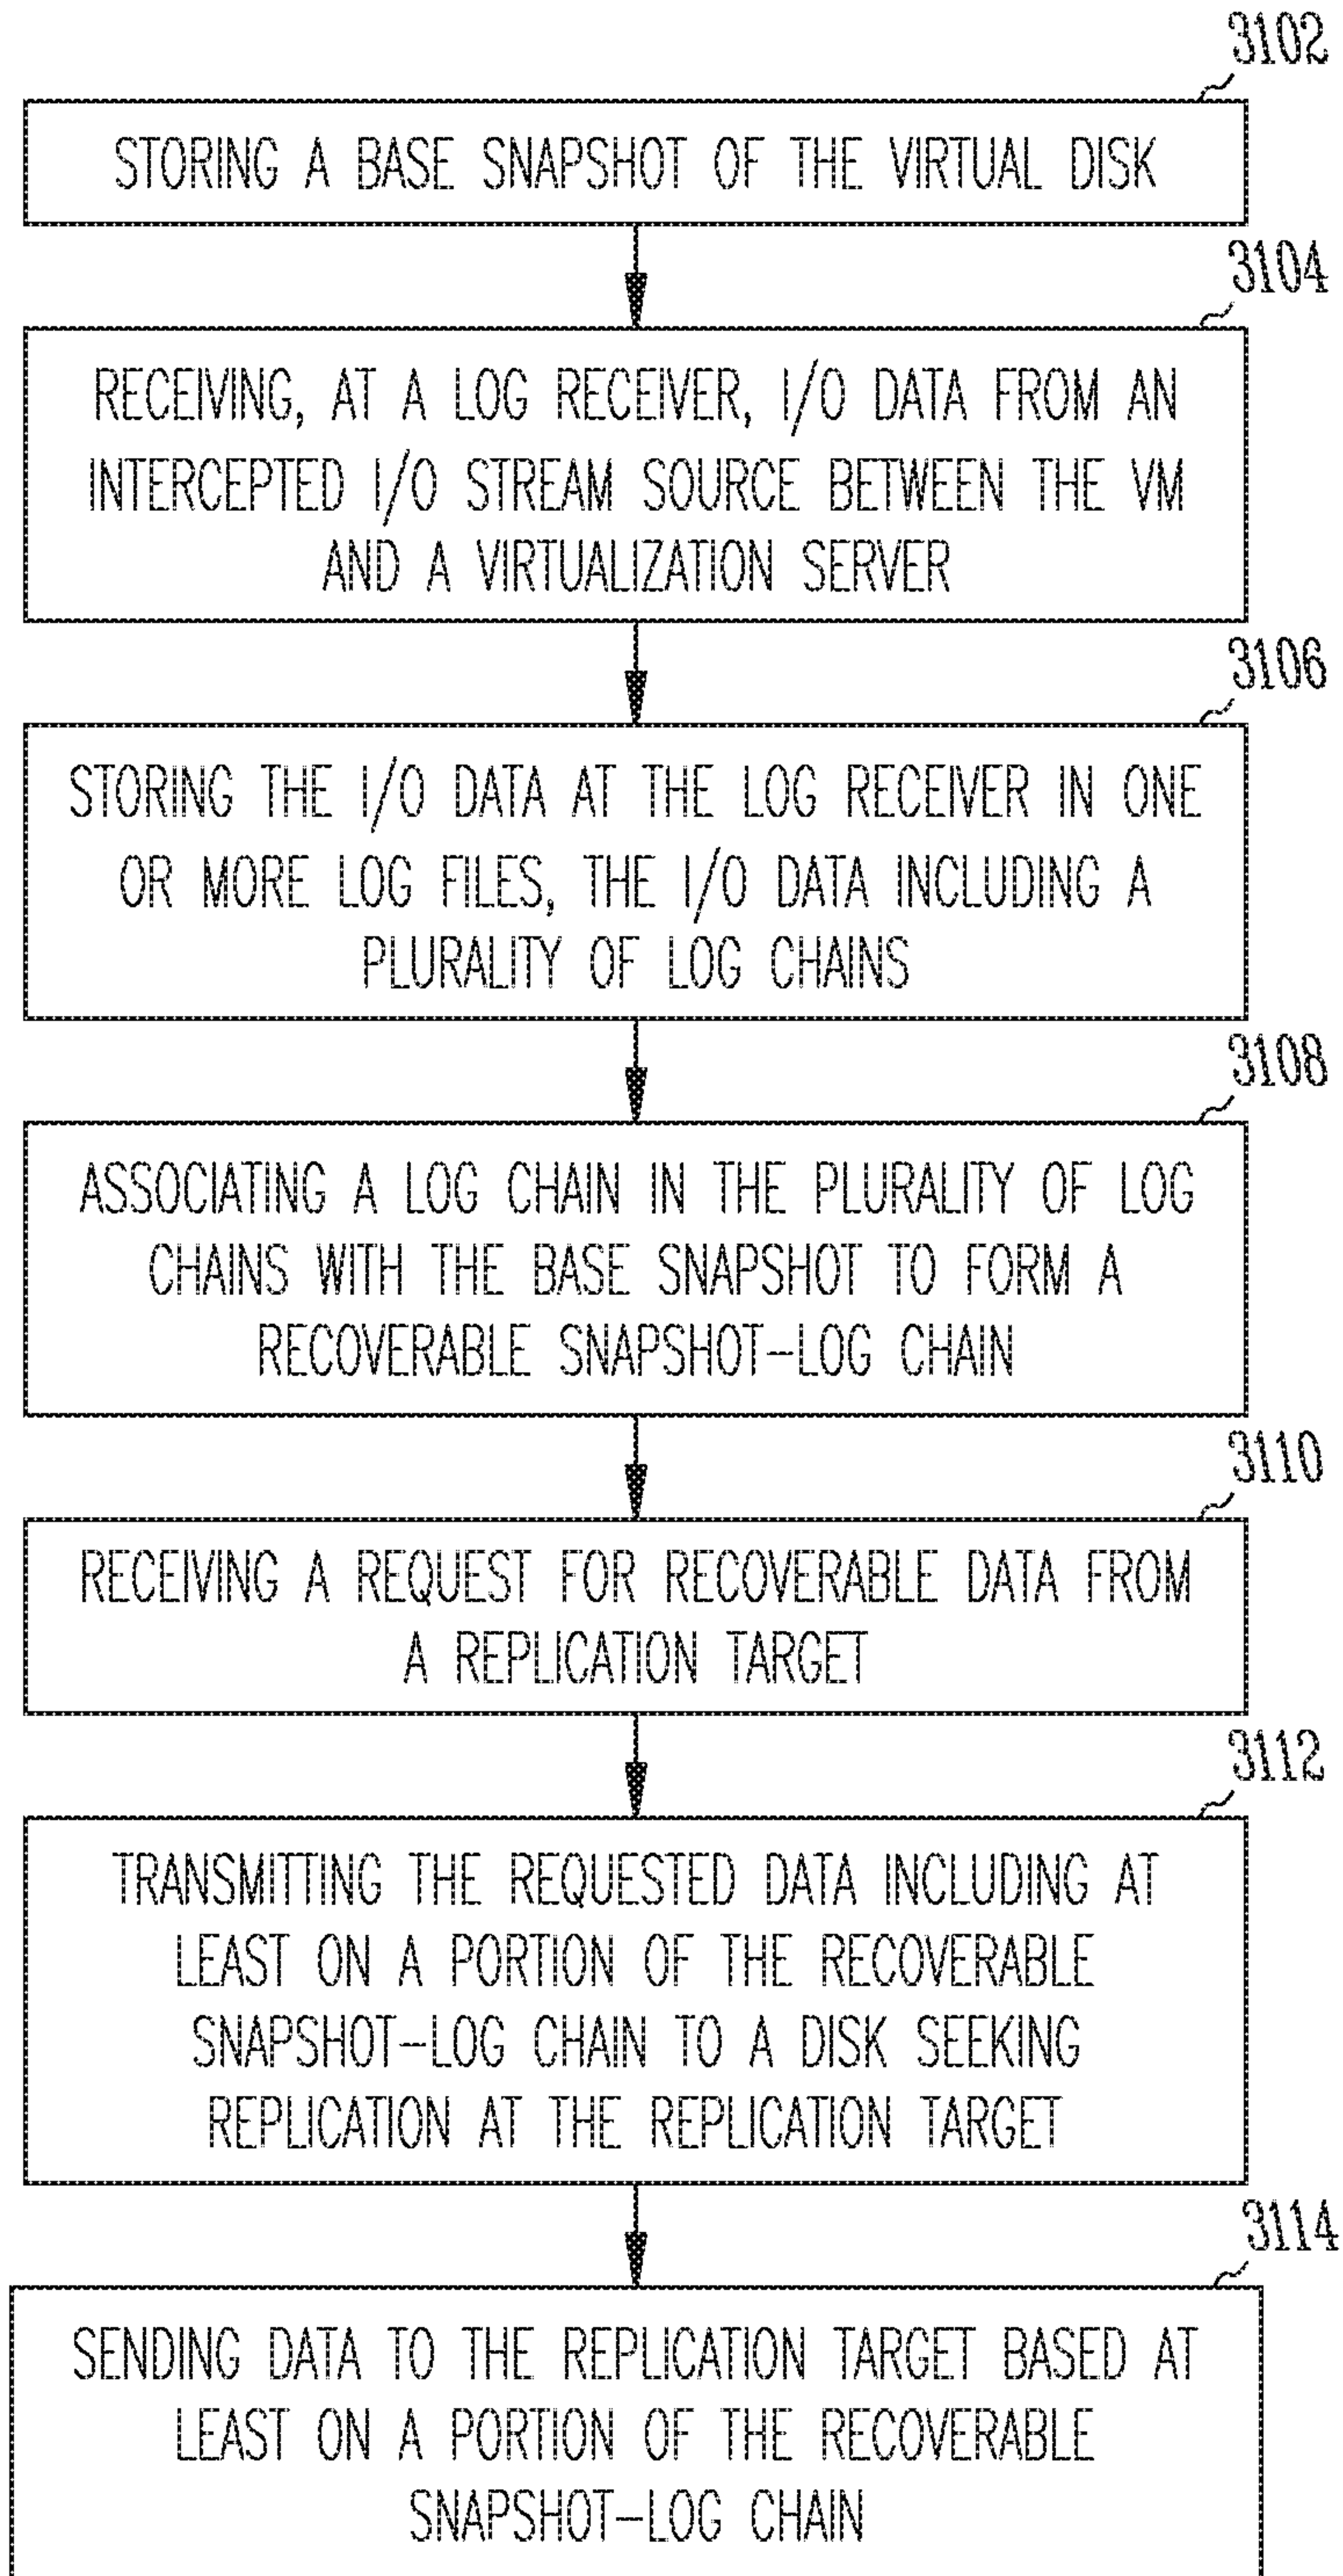 3102
STORING A BASE SNAPSHOT OF THE VIRTUAL DISK
3104
RECEIVING, AT A LOG RECEIVER, I/O DATA FROM AN
INTERCEPTED I/O STREAM SOURCE BETWEEN THE VM
AND A VIRTUALIZATION SERVER
3106
STORING THE I/O DATA AT THE LOG RECEIVER IN ONE
OR MORE LOG FILES, THE I/O DATA INCLUDING A
PLURALITY OF LOG CHAINS
3108
ASSOCIATING A LOG CHAIN IN THE PLURALITY OF LOG
CHAINS WITH THE BASE SNAPSHOT TO FORM A
RECOVERABLE SNAPSHOT-LOG CHAIN
3110
RECEIVING A REQUEST FOR RECOVERABLE DATA FROM
A REPLICATION TARGET
3112
TRANSMITTING THE REQUESTED DATA INCLUDING AT
LEAST ON A PORTION OF THE RECOVERABLE
SNAPSHOT-LOG CHAIN TO A DISK SEEKING
REPLICATION AT THE REPLICATION TARGET
3114
SENDING DATA TO THE REPLICATION TARGET BASED AT
LEAST ON A PORTION OF THE RECOVERABLE
SNAPSHOT-LOG CHAIN